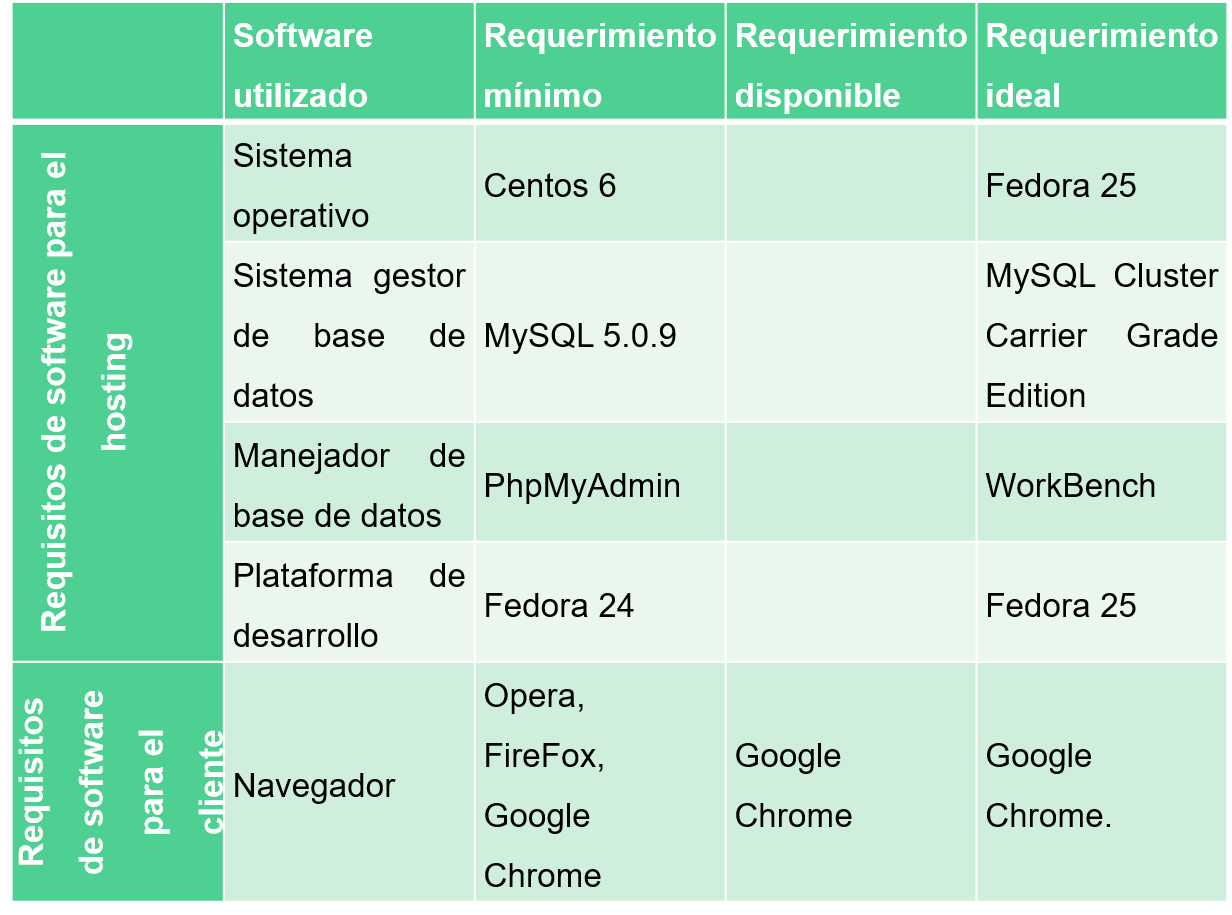 Software
utilizado
Requerimiento
mínimo
Requerimiento
disponible
Requerimiento
ideal
Requisitos de software para el
hosting
Sistema
operativo
Centos 6
Fedora 25
Sistema gestor
de base de
datos
MySQL 5.0.9
MySQL Cluster
Carrier Grade
Edition
Manejador de
base de datos
PhpMyAdmin
WorkBench
Plataforma de
desarrollo
Fedora 24
Fedora 25
Requisitos
de software
para el
cliente
Navegador
Opera,
FireFox,
Google
Chrome
Google
Chrome
Google
Chrome.